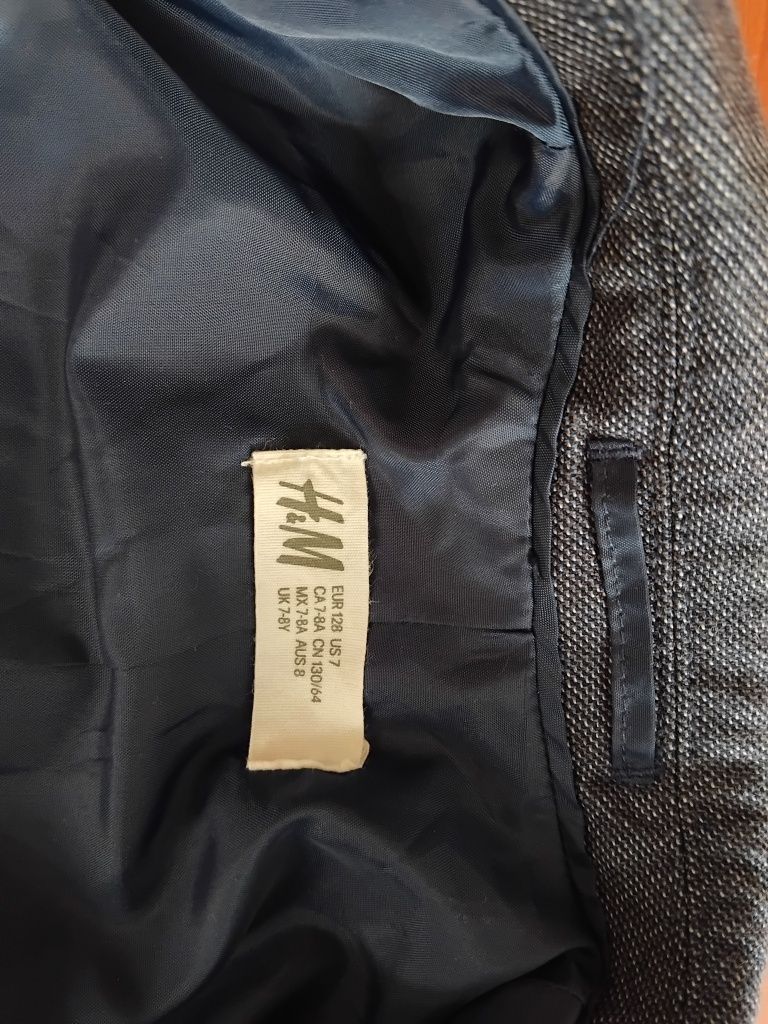 H&M
EUR 128 US 7
CA 7-8A CN 130/64
MX 7-8A AUS 8
UK 7-8Y